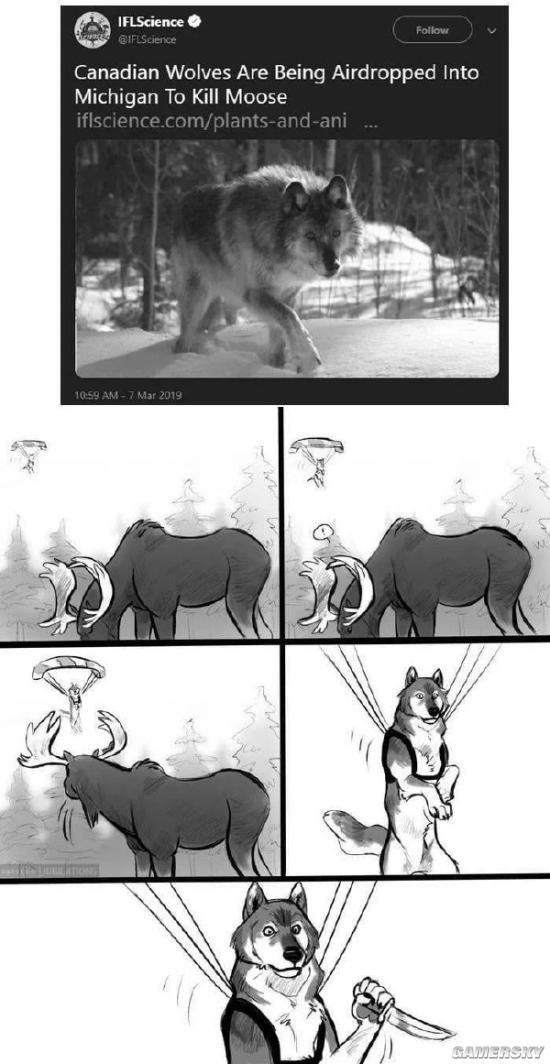 IFLScience
@IFLScience
Follow
Canadian Wolves Are Being Airdropped Into
Michigan To Kill Moose
iflscience.com/plants-and-ani ...
10:59 AM - 7 Mar 2019
!
JUBILATIONS
GAMERSKY